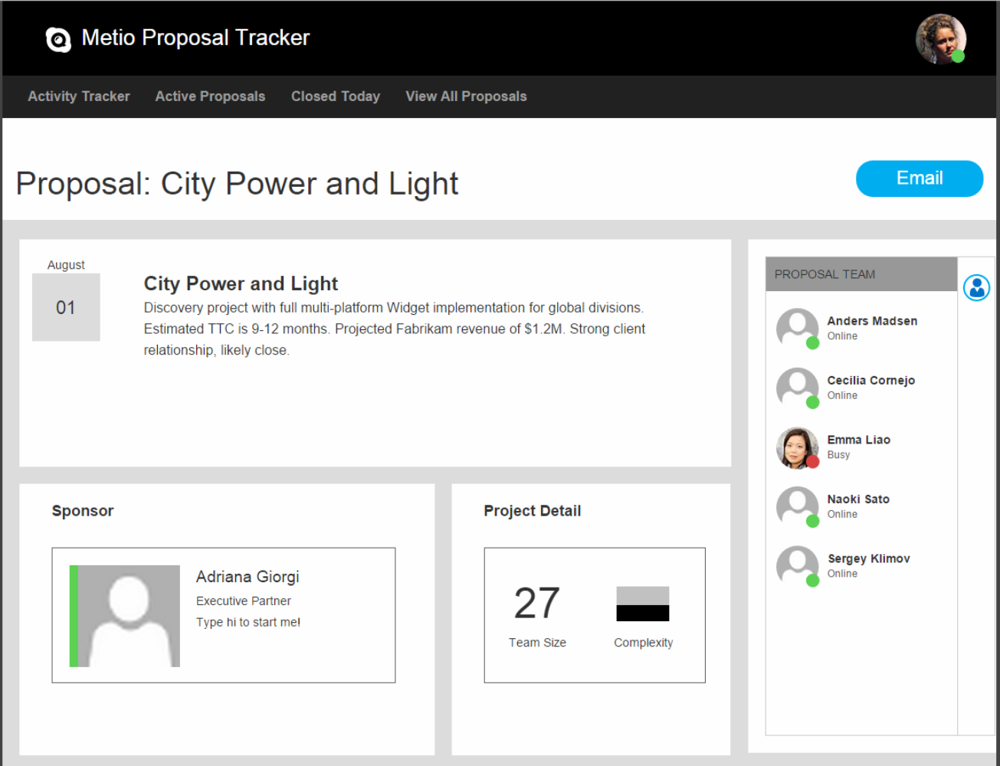 Metio Proposal Tracker
Activity Tracker
Active Proposals
Closed Today
View All Proposals
Proposal: City Power and Light
Email
August
01
City Power and Light
Discovery project with full multi-platform Widget implementation for global divisions.
Estimated TTC is 9-12 months. Projected Fabrikam revenue of $1.2M. Strong client
relationship, likely close.
Sponsor
Adriana Giorgi
Executive Partner
Type hi to start me!
Project Detail
27
Team Size
Complexity
PROPOSAL TEAM
Anders Madsen
Online
Cecilia Cornejo
Online
Emma Liao
Busy
Naoki Sato
Online
Sergey Klimov
Online